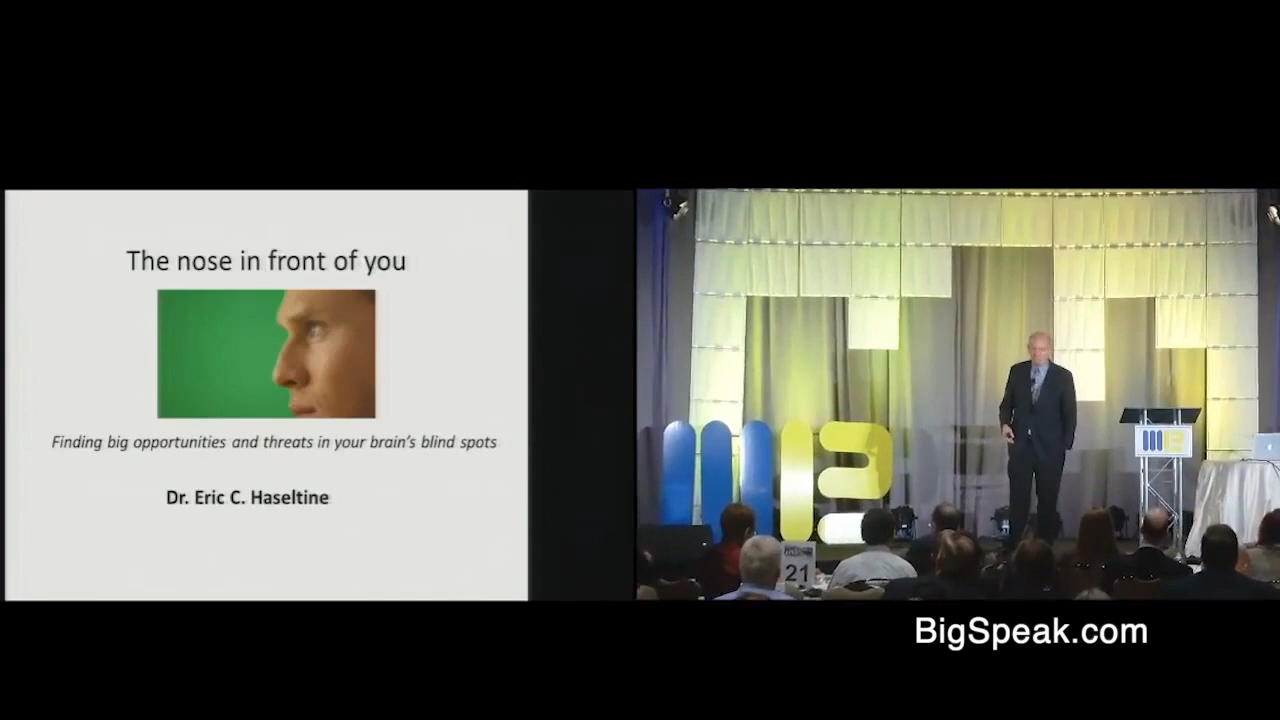 The nose in front of you
Finding big opportunities and threats in your brain's blind spots
Dr. Eric C. Haseltine
21
BigSpeak.com